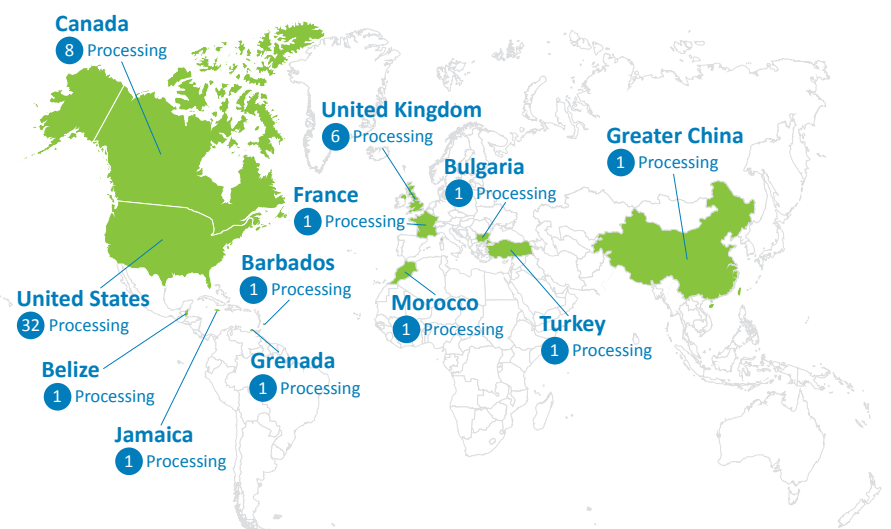 Canada
8 Processing
United Kingdom
6 Processing
Greater China
1 Processing
Bulgaria
1 Processing
France
1 Processing
Barbados
1 Processing
United States
32 Processing
Morocco
1 Processing
Turkey
1 Processing
Belize
1 Processing
Grenada
1 Processing
Jamaica
1 Processing